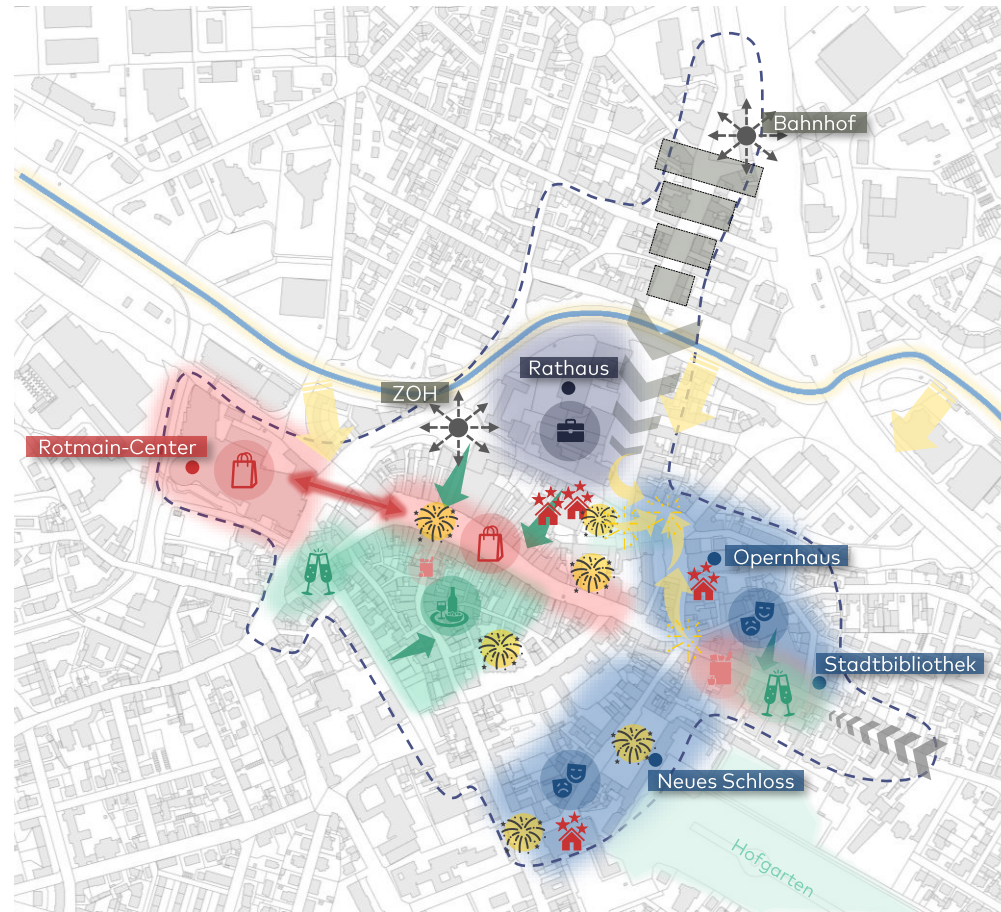 Bahnhof
Rathaus
ZOH
Rotmain-Center
Opernhaus
Stadtbibliothek
Neues Schloss
Hofgarten